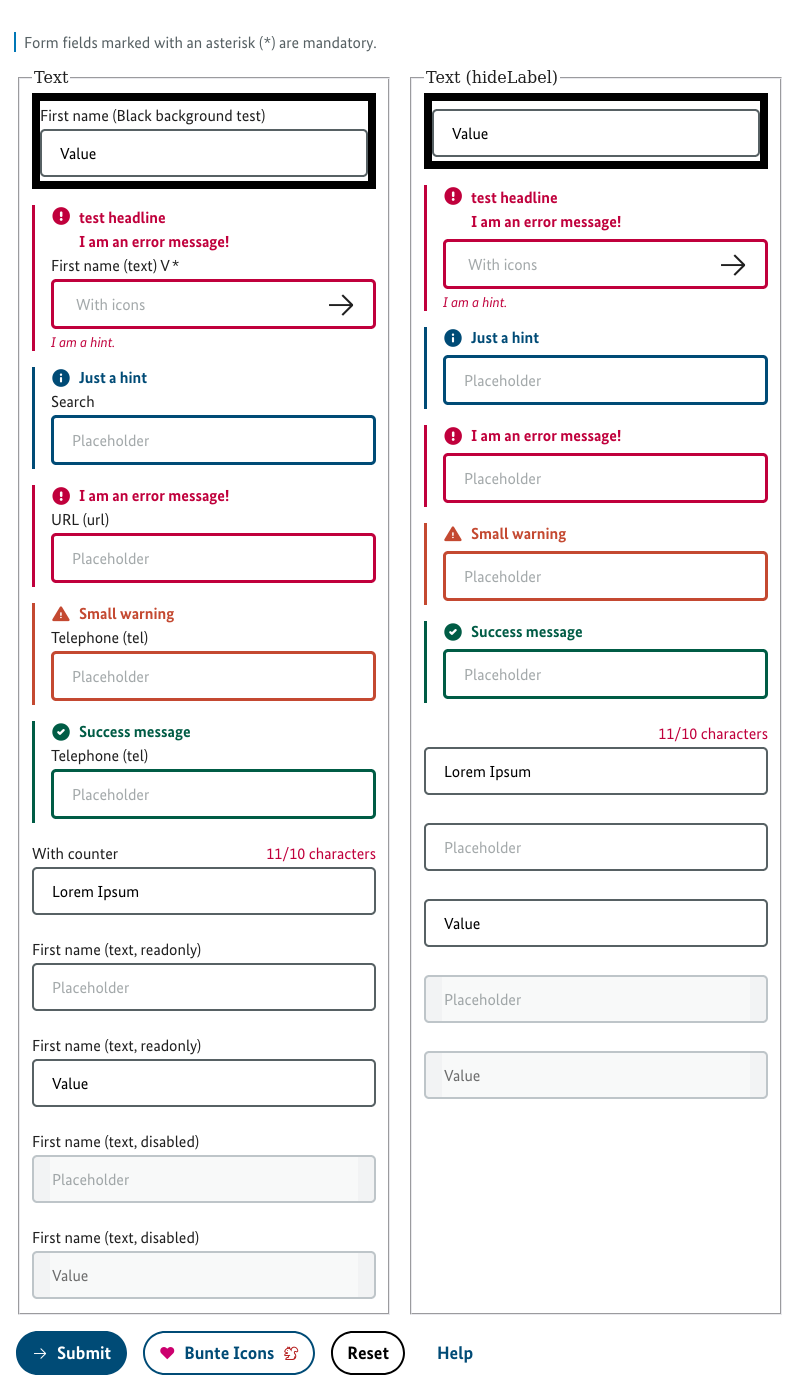 Form fields marked with an asterisk (*) are mandatory.
Text
First name (Black background test)
Value
test headline
I am an error message!
First name (text) V*
With icons
I am a hint.
Just a hint
Search
Placeholder
I am an error message!
URL (url)
Placeholder
Small warning
Telephone (tel)
Placeholder
Success message
Telephone (tel)
Placeholder
With counter 11/10 characters
Lorem Ipsum
First name (text, readonly)
Placeholder
First name (text, readonly)
Value
First name (text, disabled)
Placeholder
First name (text, disabled)
Value
Text (hideLabel)
Value
test headline
I am an error message!
With icons
I am a hint.
Just a hint
Placeholder
I am an error message!
Placeholder
Small warning
Placeholder
Success message
Placeholder
11/10 characters
Lorem Ipsum
Placeholder
Value
Placeholder
Value
Submit Bunte Icons Reset Help